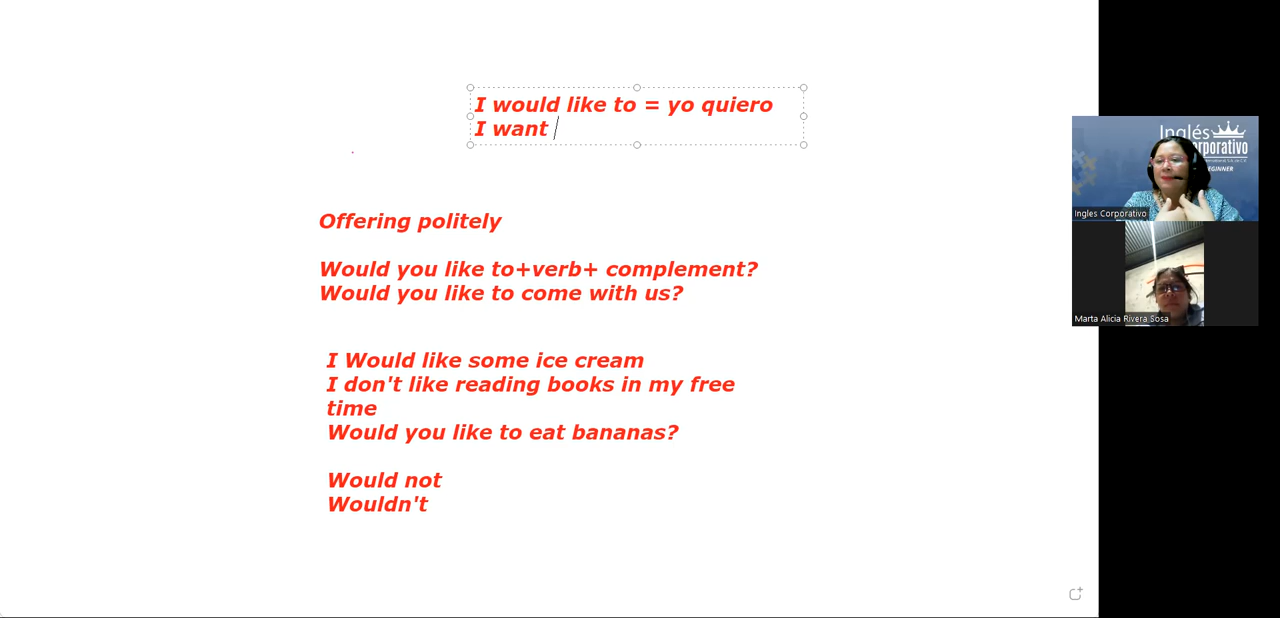 I would like to = yo quiero
I want
Offering politely
Would you like to+verb+ complement?
Would you like to come with us?
I Would like some ice cream
I don't like reading books in my free
time
Would you like to eat bananas?
Would not
Wouldn't
Inglés
orporativo
EGINNER
Ingles Corporativo
Marta Alicia Rivera Sosa